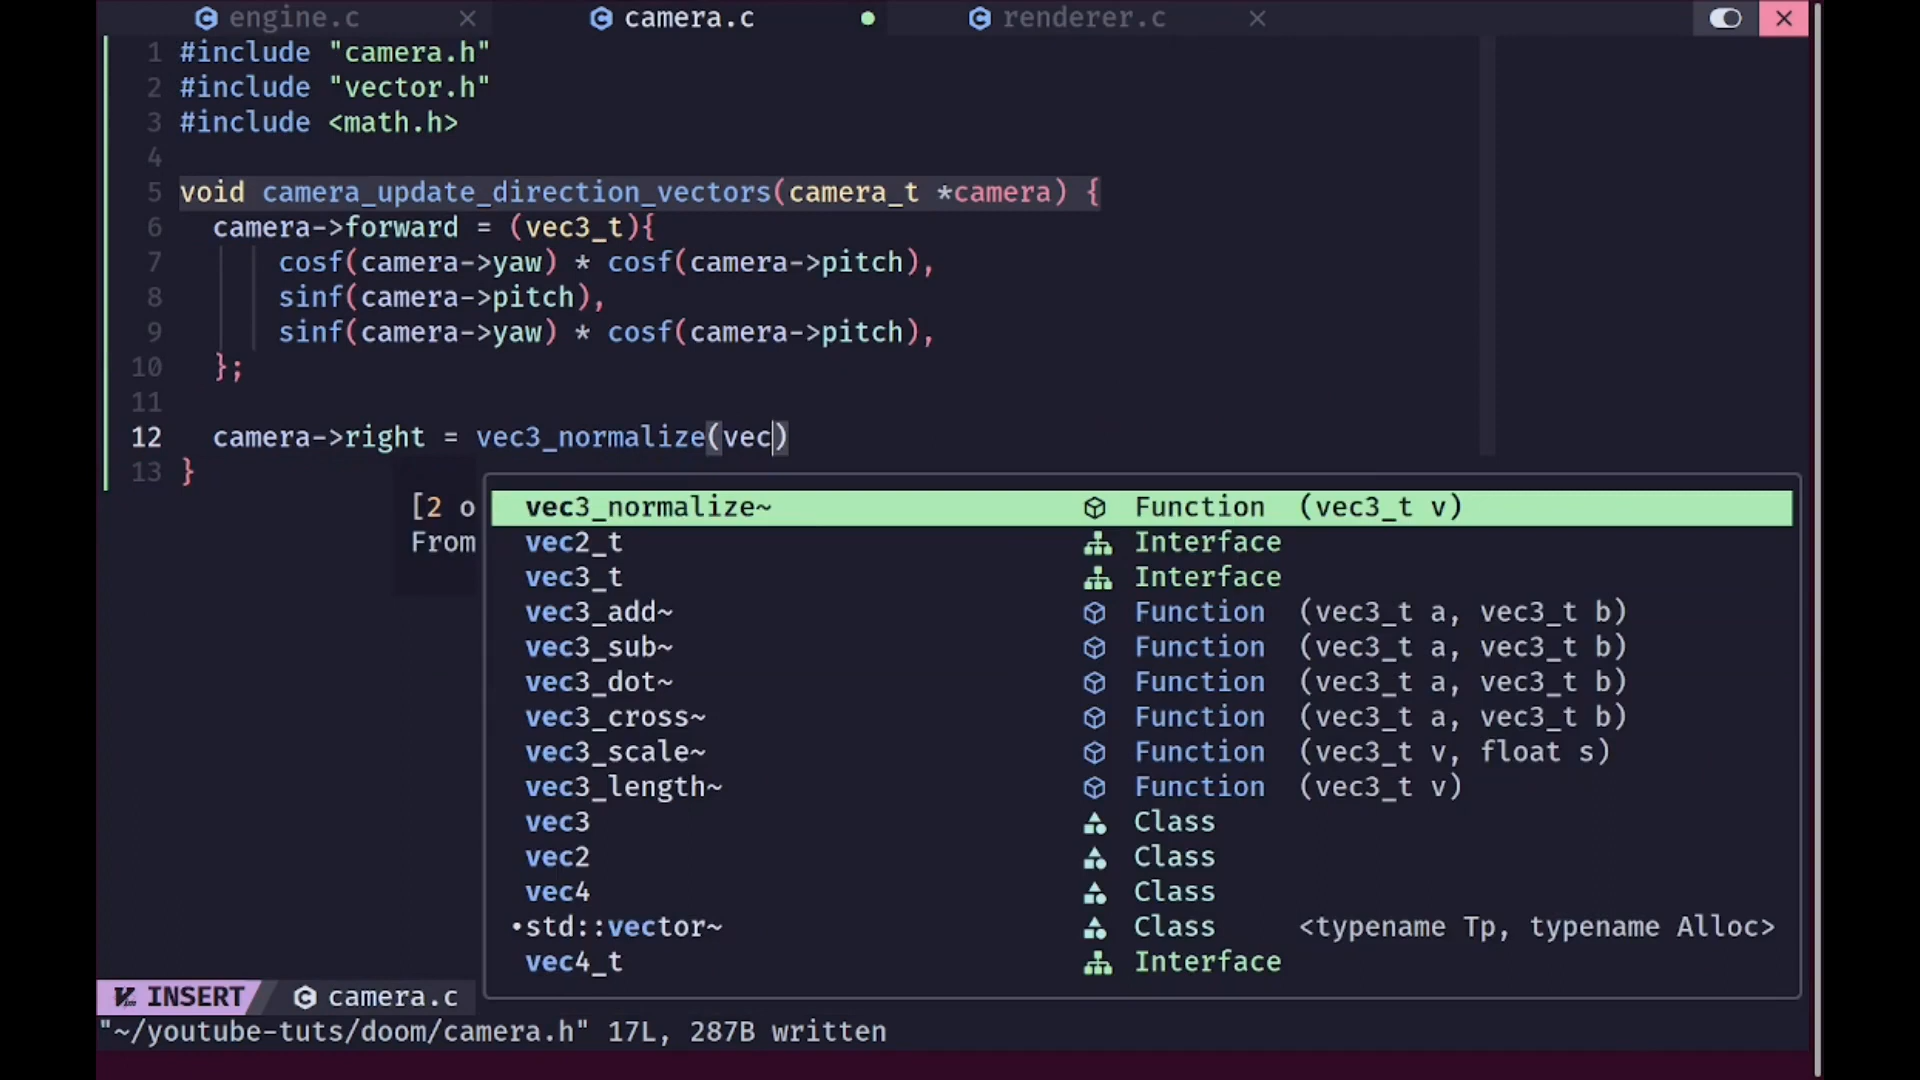 engine.c × camera.c ● renderer.c × ×
1 #include "camera.h"
2 #include "vector.h"
3 #include <math.h>
4
5 void camera_update_direction_vectors(camera_t *camera) {
6   camera->forward = (vec3_t){
7       cosf(camera->yaw) * cosf(camera->pitch),
8       sinf(camera->pitch),
9       sinf(camera->yaw) * cosf(camera->pitch),
10   };
11
12   camera->right = vec3_normalize(vec)
13 }
[2 o vec3_normalize~ Function (vec3_t v)
From vec2_t Interface
vec3_t Interface
vec3_add~ Function (vec3_t a, vec3_t b)
vec3_sub~ Function (vec3_t a, vec3_t b)
vec3_dot~ Function (vec3_t a, vec3_t b)
vec3_cross~ Function (vec3_t a, vec3_t b)
vec3_scale~ Function (vec3_t v, float s)
vec3_length~ Function (vec3_t v)
vec3 Class
vec2 Class
vec4 Class
•std::vector~ Class <typename Tp, typename Alloc>
vec4_t Interface
INSERT camera.c
"~/youtube-tuts/doom/camera.h" 17L, 287B written